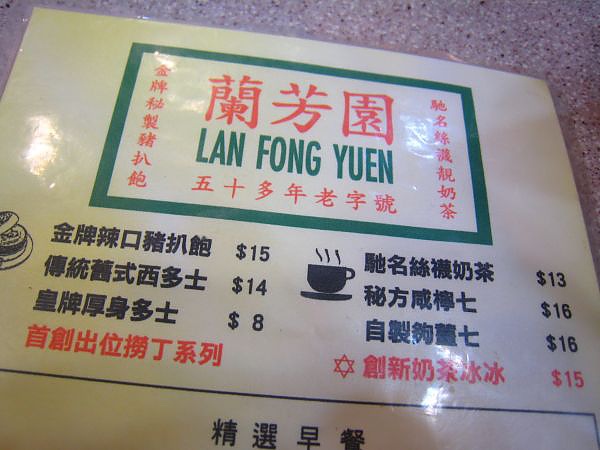 金牌秘製豬扒飽
蘭芳園
LAN FONG YUEN
五十多年老字號
馳名絲襪靚奶茶
金牌辣口豬扒飽 $15
傳統舊式西多士 $14
皇牌厚身多士 $8
首創出位撈丁系列
馳名絲襪奶茶 $13
秘方咸檸七 $16
自製夠薑七 $16
創新奶茶冰冰 $15
精選早餐